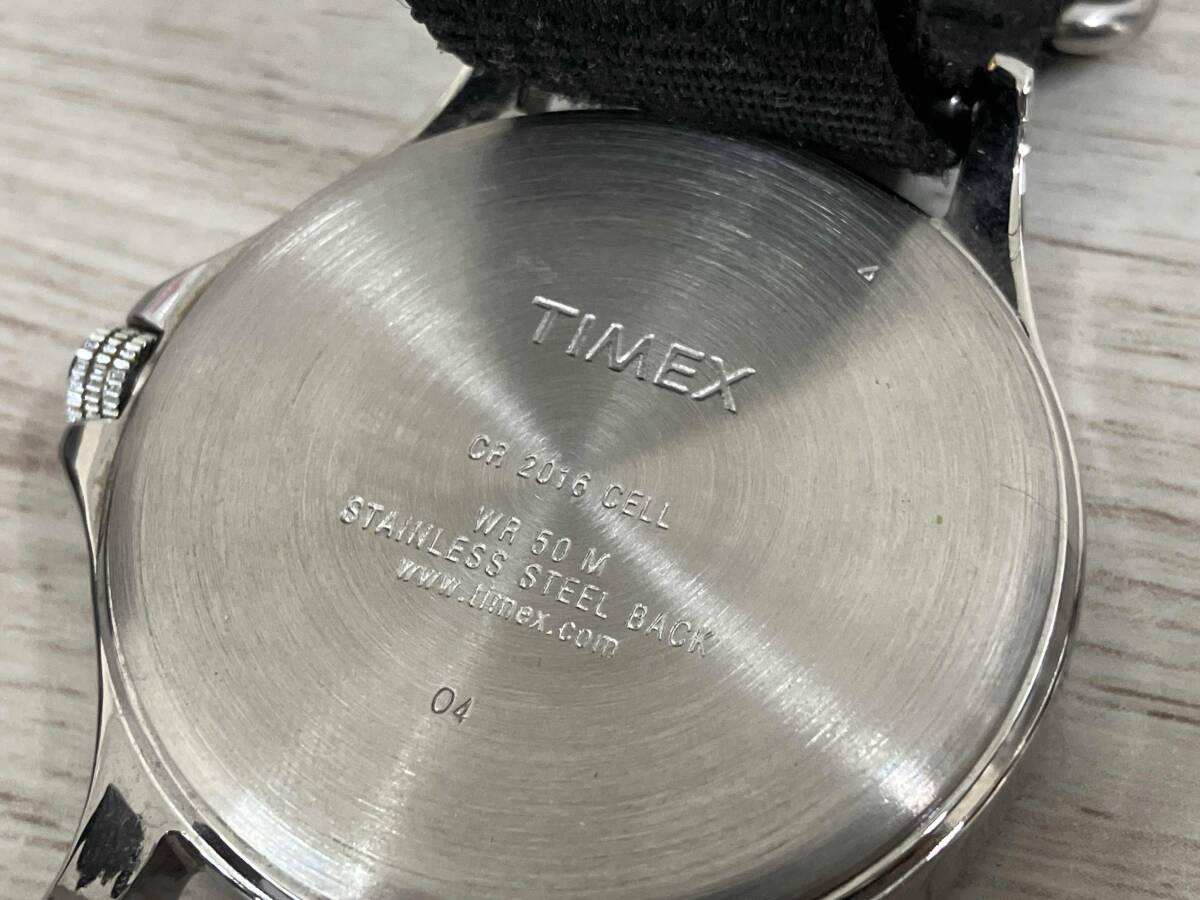 TIMEX
CR 2016 CELL
WR 50 M
STAINLESS STEEL BACK
www.timex.com
04